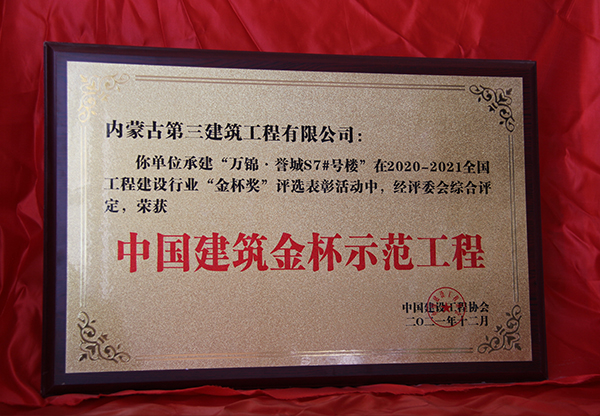 内蒙古第三建筑工程有限公司：
你单位承建“万锦·誉城S7#号楼”在2020-2021全国
工程建设行业“金杯奖”评选表彰活动中，经评委会综合评
定，荣获
中国建筑金杯示范工程
中国建设工程协会
二〇二一年十二月